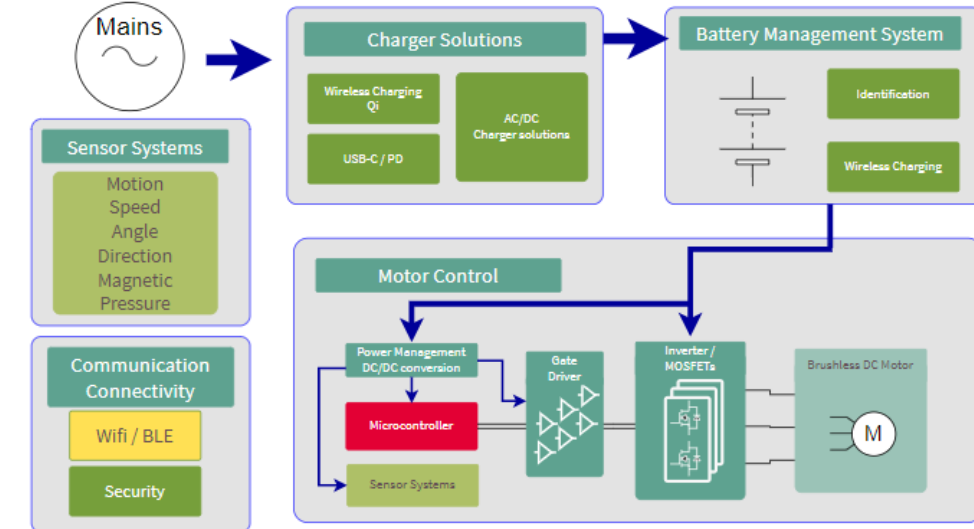 Mains
Charger Solutions
Wireless Charging
Qi
USB-C / PD
AC/DC
Charger solutions
Battery Management System
Identification
Wireless Charging
Sensor Systems
Motion
Speed
Angle
Direction
Magnetic
Pressure
Communication
Connectivity
Wifi / BLE
Security
Motor Control
Power Management
DC/DC conversion
Microcontroller
Sensor Systems
Gate
Driver
Inverter /
MOSFETs
Brushless DC Motor
M